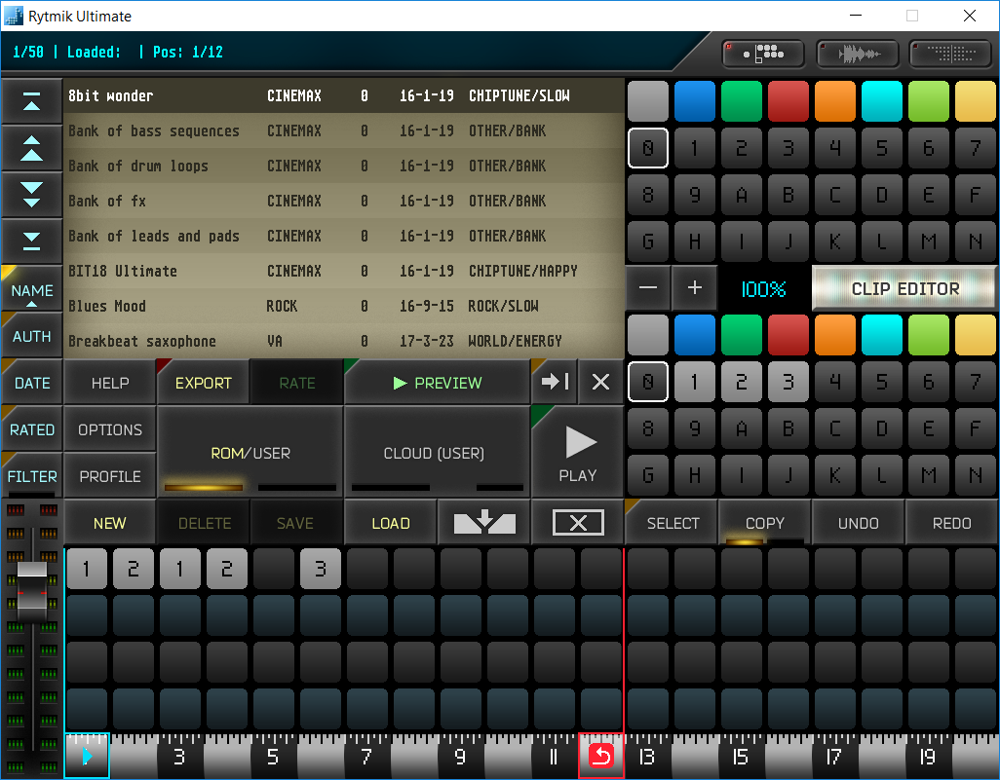 Rytmik Ultimate
1/50 | Loaded: | Pos: 1/12
8bit wonder CINEMAX 0 16-1-19 CHIPTUNE/SLOW
Bank of bass sequences CINEMAX 0 16-1-19 OTHER/BANK
Bank of drum loops CINEMAX 0 16-1-19 OTHER/BANK
Bank of fx CINEMAX 0 16-1-19 OTHER/BANK
Bank of leads and pads CINEMAX 0 16-1-19 OTHER/BANK
BIT18 Ultimate CINEMAX 0 16-1-19 CHIPTUNE/HAPPY
Blues Mood ROCK 0 16-9-15 ROCK/SLOW
Breakbeat saxophone VA 0 17-3-23 WORLD/ENERGY
0 1 2 3 4 5 6 7
8 9 A B C D E F
G H I J K L M N
— + 100% CLIP EDITOR
0 1 2 3 4 5 6 7
8 9 A B C D E F
G H I J K L M N
NAME
AUTH
DATE HELP EXPORT RATE PREVIEW
RATED OPTIONS
ROM/USER CLOUD (USER) PLAY
FILTER PROFILE
NEW DELETE SAVE LOAD SELECT COPY UNDO REDO
1 2 1 2 3
3 5 7 9 11 13 15 17 19